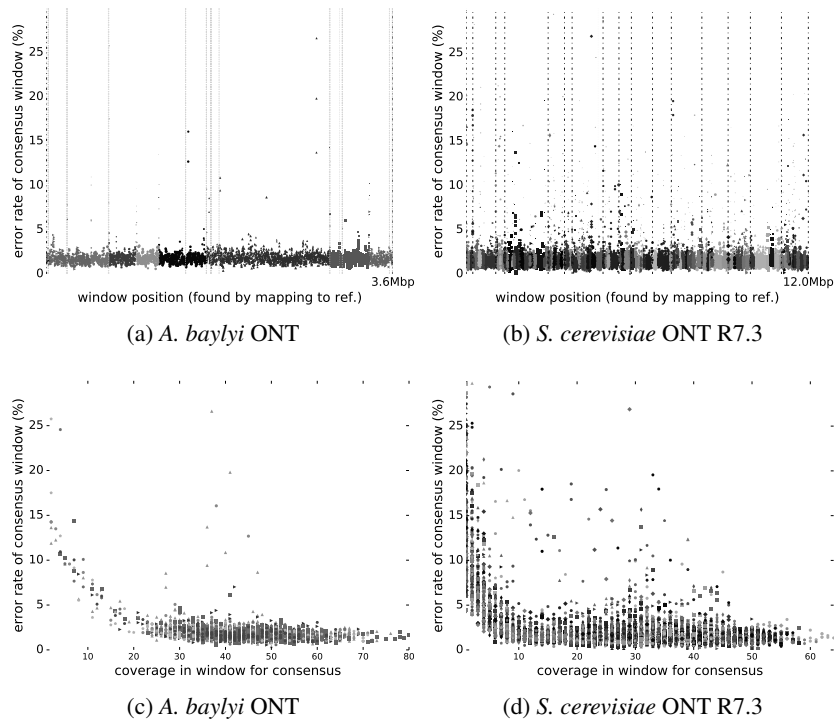 error rate of consensus window (%)
25
20
15
10
5
0
3.6Mbp
window position (found by mapping to ref.)
(a) A. baylyi ONT
error rate of consensus window (%)
25
20
15
10
5
0
12.0Mbp
window position (found by mapping to ref.)
(b) S. cerevisiae ONT R7.3
error rate of consensus window (%)
25
20
15
10
5
0
10 20 30 40 50 60 70 80
coverage in window for consensus
(c) A. baylyi ONT
error rate of consensus window (%)
25
20
15
10
5
0
10 20 30 40 50 60
coverage in window for consensus
(d) S. cerevisiae ONT R7.3